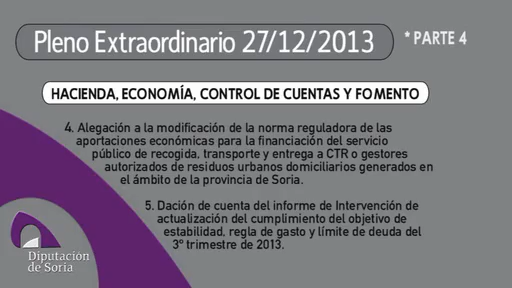 Pleno Extraordinario 27/12/2013
* PARTE 4
HACIENDA, ECONOMÍA, CONTROL DE CUENTAS Y FOMENTO
4. Alegación a la modificación de la norma reguladora de las
aportaciones económicas para la financiación del servicio
público de recogida, transporte y entrega a CTR o gestores
autorizados de residuos urbanos domiciliarios generados en
el ámbito de la provincia de Soria.
5. Dación de cuenta del informe de Intervención de
actualización del cumplimiento del objetivo de
estabilidad, regla de gasto y límite de deuda del
3º trimestre de 2013.
Diputación
de Soria